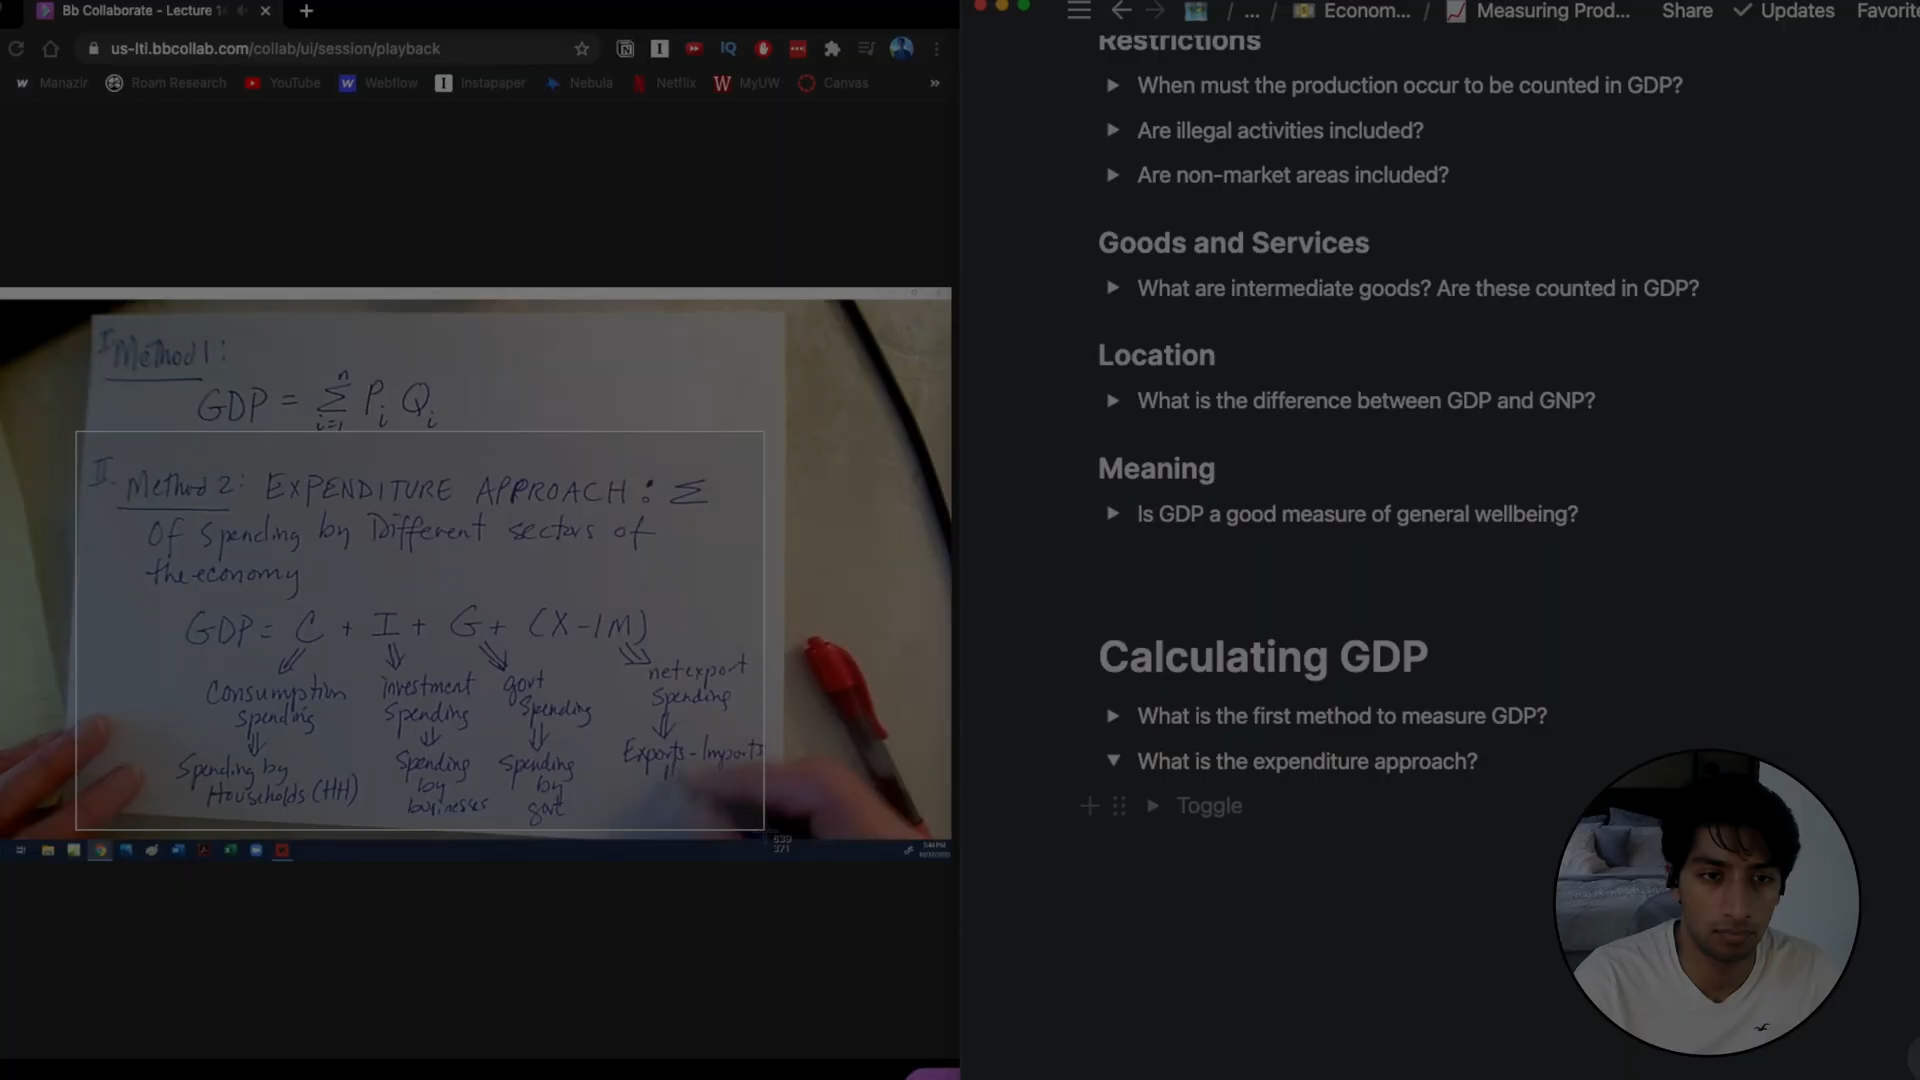 Bb Collaborate - Lecture 1
us-lti.bbcollab.com/collab/ui/session/playback
Manazir
Roam Research
YouTube
Webflow
Instapaper
Nebula
Netflix
MyUW
Canvas
»
I Method 1:
GDP = Σ Pi Qi
n
i=1
II. Method 2: EXPENDITURE APPROACH: Σ
Of Spending by Different sectors of
the economy
GDP = C + I + G + (X-IM)
Consumption
spending
Spending by
Households (HH)
investment
Spending
Spending
by
businesses
govt
Spending
Spending
by
govt
net export
Spending
Exports - Imports
639
371
5:44 PM
/ ... / Econom... / Measuring Prod...
Share
Updates
Favorite
Restrictions
When must the production occur to be counted in GDP?
Are illegal activities included?
Are non-market areas included?
Goods and Services
What are intermediate goods? Are these counted in GDP?
Location
What is the difference between GDP and GNP?
Meaning
Is GDP a good measure of general wellbeing?
Calculating GDP
What is the first method to measure GDP?
What is the expenditure approach?
Toggle